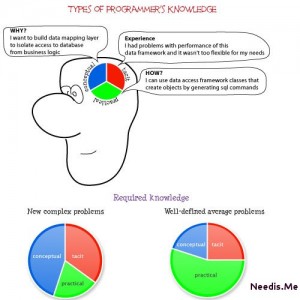 TYPES OF PROGRAMMER'S KNOWLEDGE
WHY?
I want to build data mapping layer
to isolate access to database
from business logic
Experience
I had problems with performance of this
data framework and it wasn't too flexible for my needs
HOW?
I can use data access framework classes that
create objects by generating sql commands
conceptual
tacit
practical
Required knowledge
New complex problems
Well-defined average problems
conceptual
tacit
practical
conceptual
tacit
practical
Needis.Me